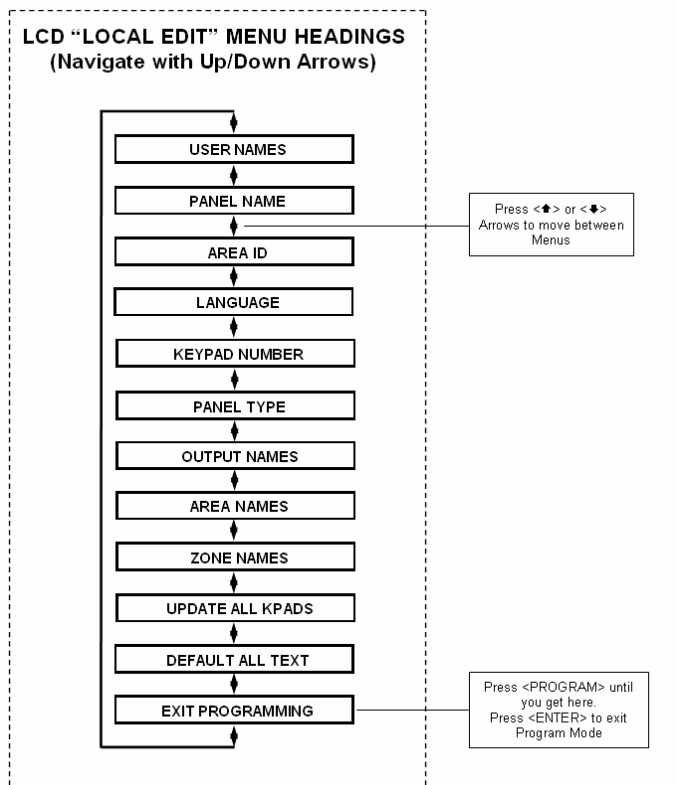 LCD “LOCAL EDIT” MENU HEADINGS
(Navigate with Up/Down Arrows)
USER NAMES
PANEL NAME
Press <🡅> or <🡇>
Arrows to move between
Menus
AREA ID
LANGUAGE
KEYPAD NUMBER
PANEL TYPE
OUTPUT NAMES
AREA NAMES
ZONE NAMES
UPDATE ALL KPADS
DEFAULT ALL TEXT
EXIT PROGRAMMING
Press <PROGRAM> until
you get here.
Press <ENTER> to exit
Program Mode